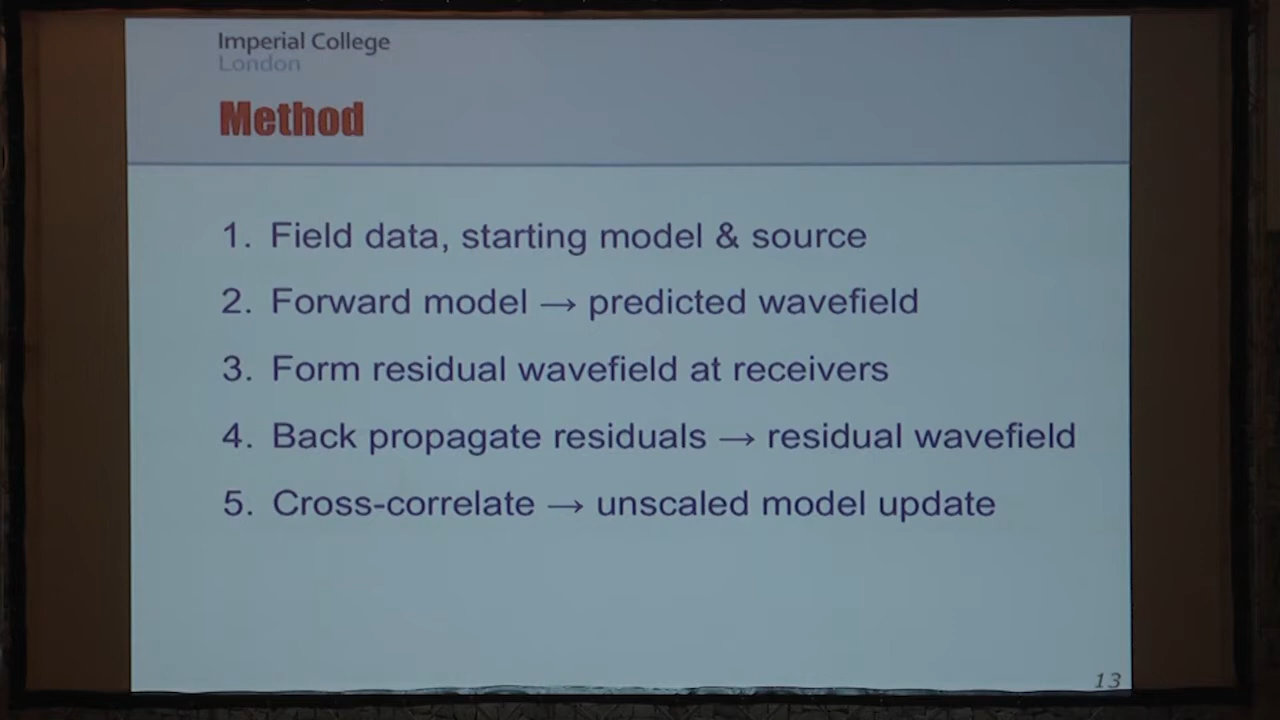 Imperial College
London
Method
1. Field data, starting model & source
2. Forward model → predicted wavefield
3. Form residual wavefield at receivers
4. Back propagate residuals → residual wavefield
5. Cross-correlate → unscaled model update
13